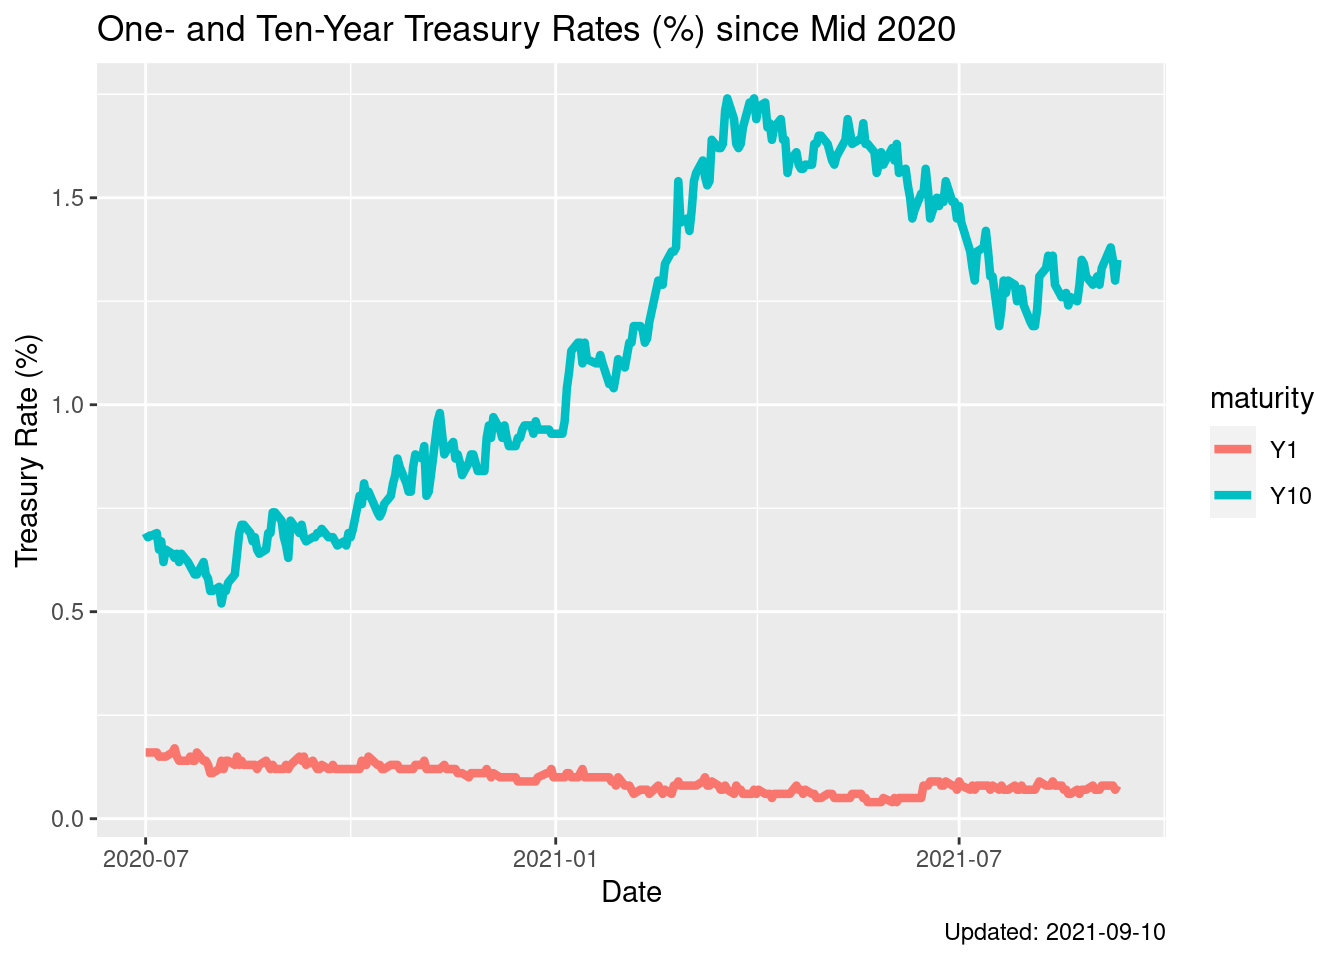 One- and Ten-Year Treasury Rates (%) since Mid 2020
Treasury Rate (%)
1.5
1.0
0.5
0.0
2020-07
2021-01
2021-07
Date
maturity
Y1
Y10
Updated: 2021-09-10